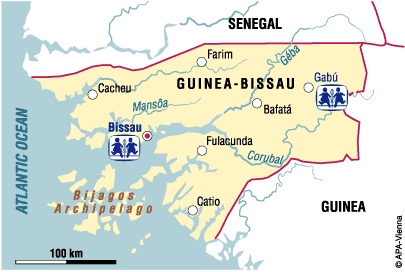 SENEGAL
Farim
Géba
GUINEA-BISSAU
Gabú
Cacheu
Mansôa
Bafatá
Bissau
Fulacunda
Corubal
ATLANTIC OCEAN
Bijagos
Archipelago
Catio
GUINEA
100 km
© APA-Vienna